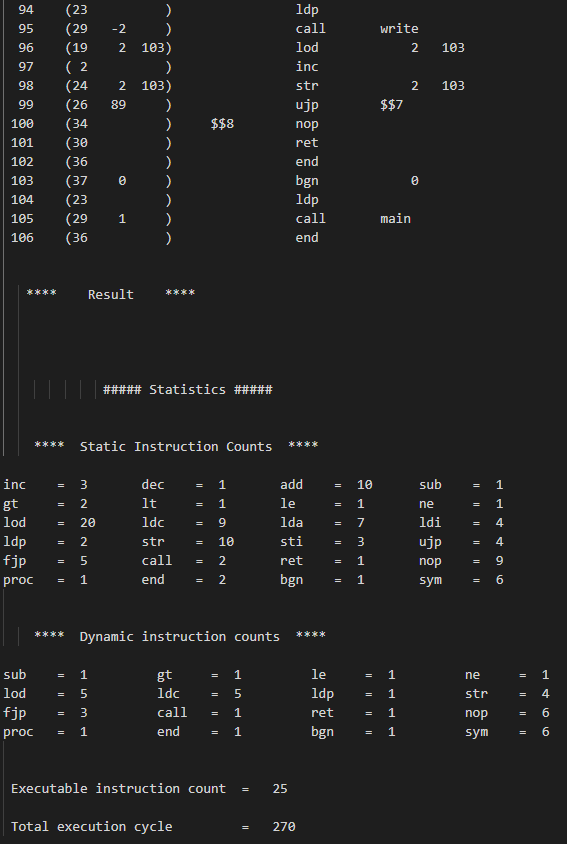 94 (23 ) ldp
95 (29 -2 ) call write
96 (19 2 103) lod 2 103
97 ( 2 ) inc
98 (24 2 103) str 2 103
99 (26 89 ) ujp $$7
100 (34 ) $$8 nop
101 (30 ) ret
102 (36 ) end
103 (37 0 ) bgn 0
104 (23 ) ldp
105 (29 1 ) call main
106 (36 ) end
**** Result ****
##### Statistics #####
**** Static Instruction Counts ****
inc = 3 dec = 1 add = 10 sub = 1
gt = 2 lt = 1 le = 1 ne = 1
lod = 20 ldc = 9 lda = 7 ldi = 4
ldp = 2 str = 10 sti = 3 ujp = 4
fjp = 5 call = 2 ret = 1 nop = 9
proc = 1 end = 2 bgn = 1 sym = 6
**** Dynamic instruction counts ****
sub = 1 gt = 1 le = 1 ne = 1
lod = 5 ldc = 5 ldp = 1 str = 4
fjp = 3 call = 1 ret = 1 nop = 6
proc = 1 end = 1 bgn = 1 sym = 6
Executable instruction count = 25
Total execution cycle = 270